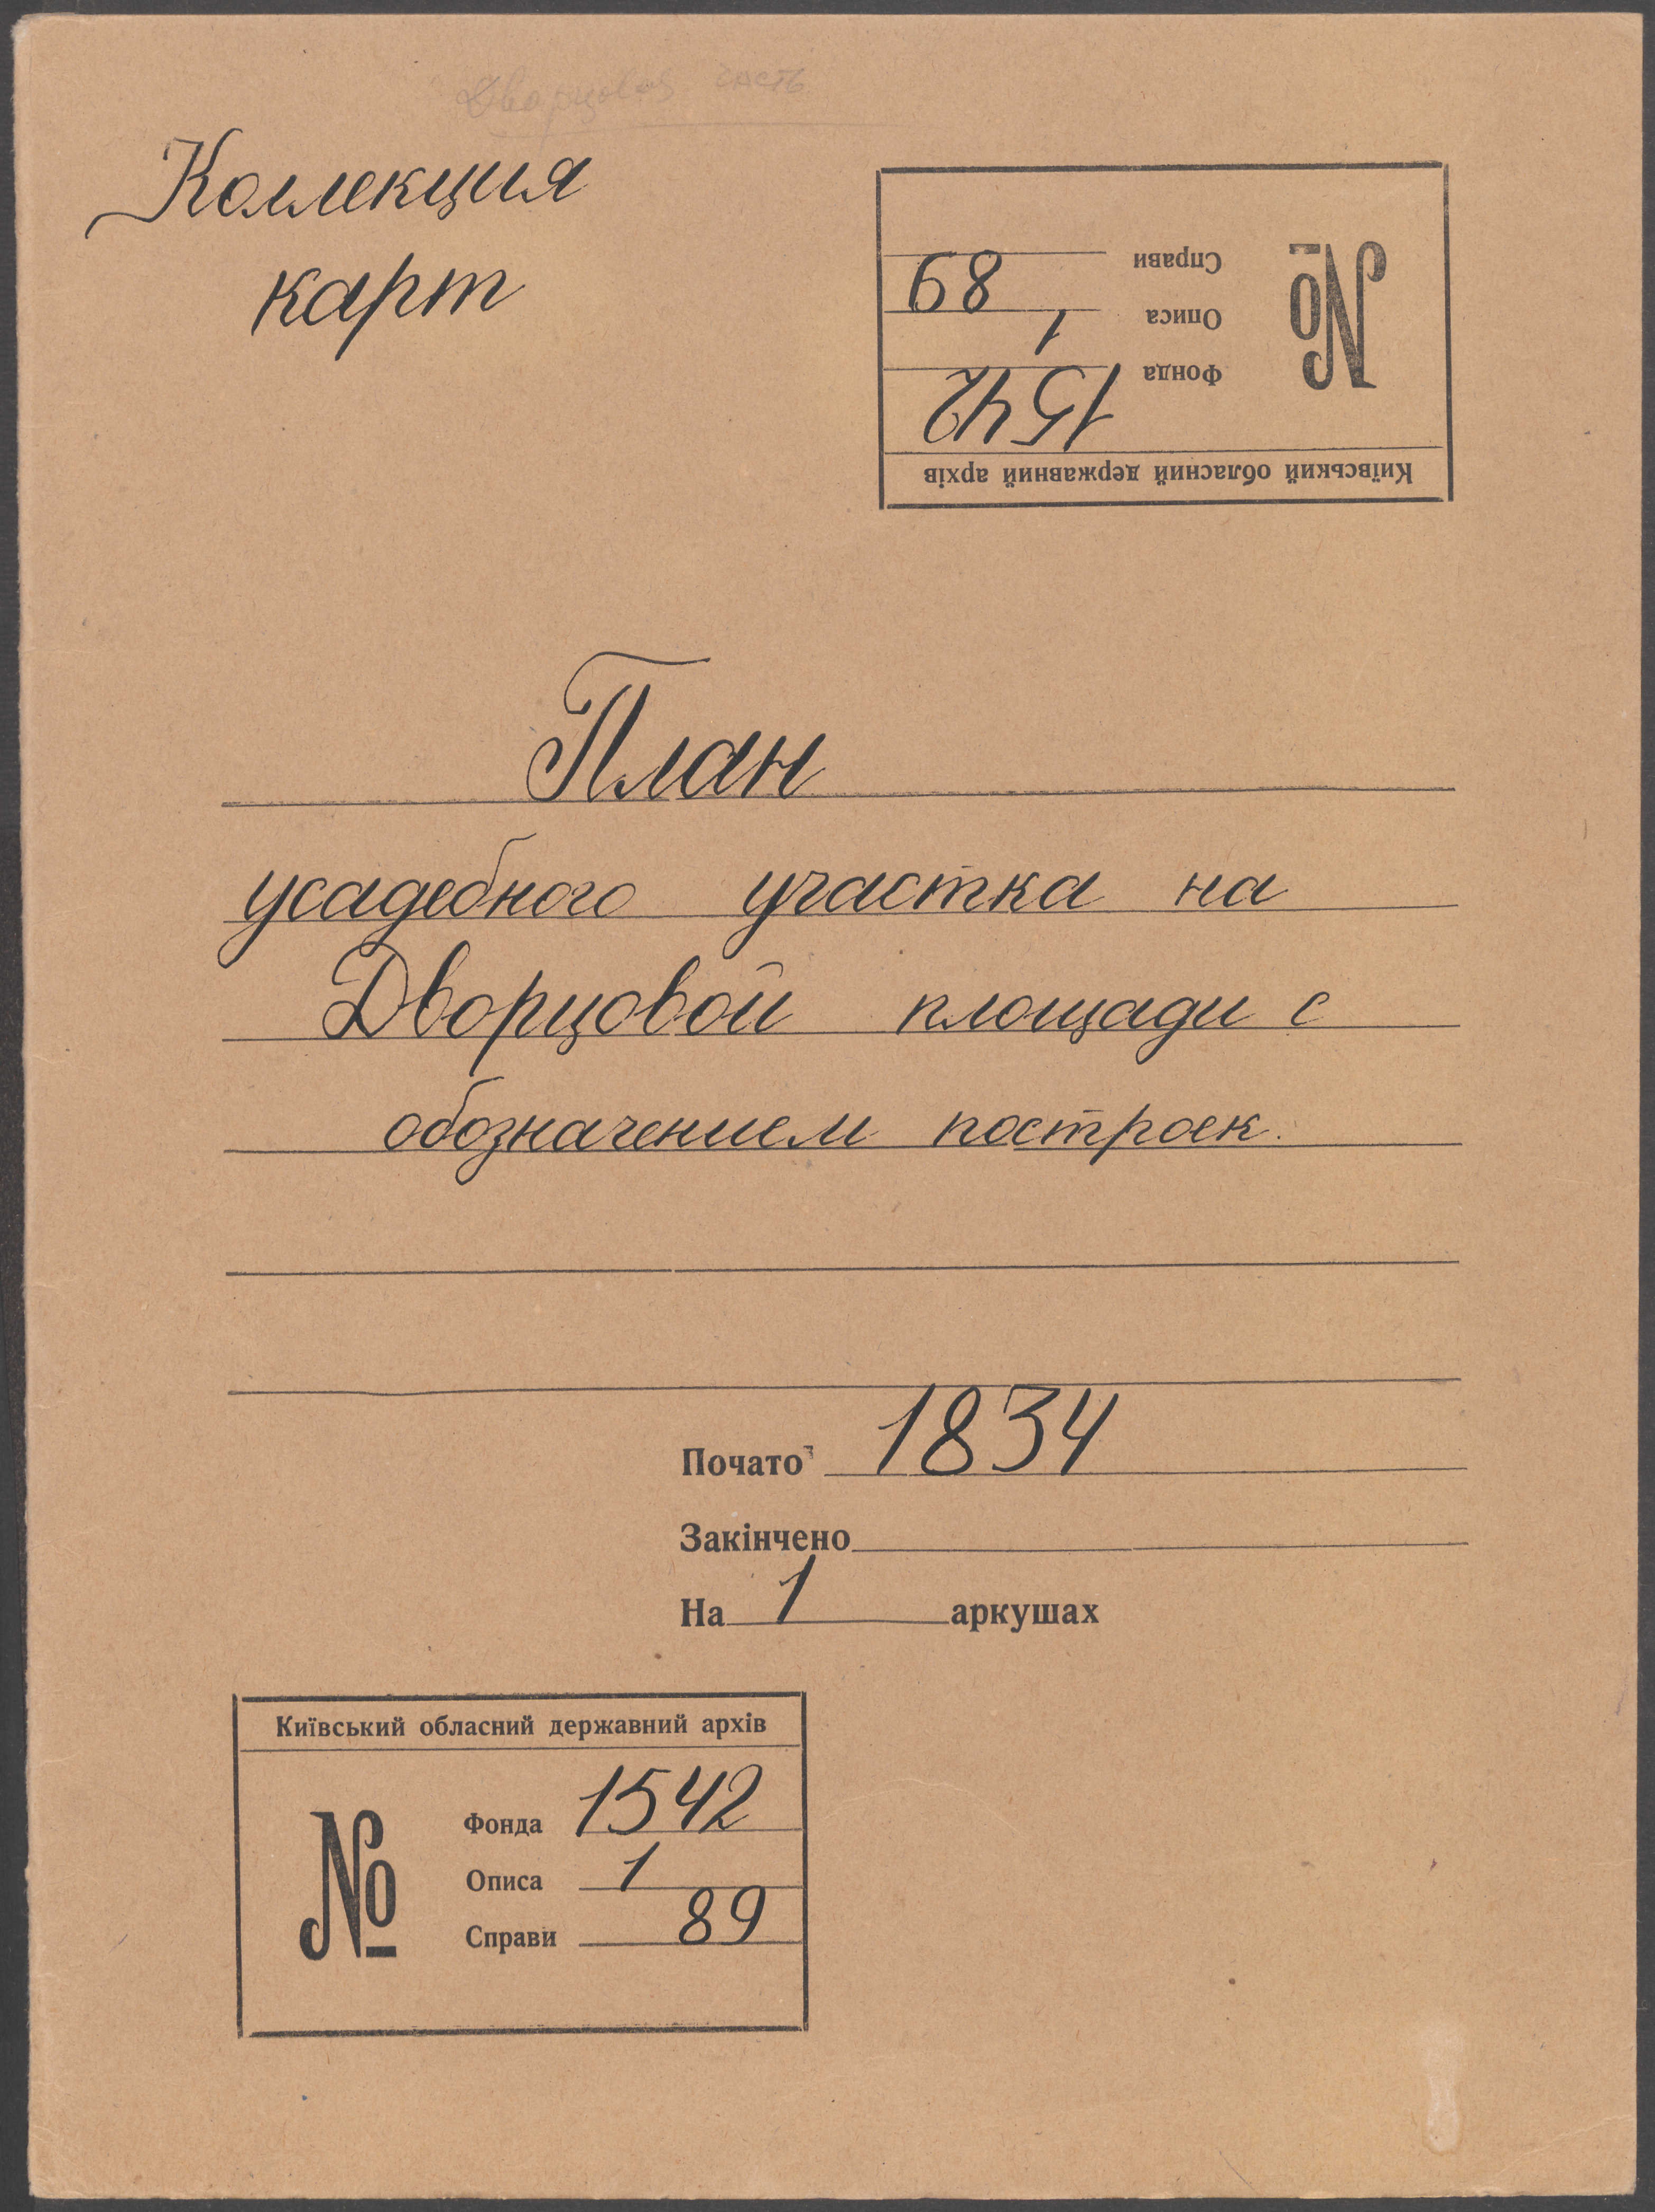 Дворцовая часть
Коллекция
карт
Київський обласний державний архів
№
Фонда 1542
Описа 1
Справи 89
План
усадебного участка на
Дворцовой площади с
обозначением построек.
Почато 1834
Закінчено
На 1 аркушах
Київський обласний державний архів
№
Фонда 1542
Описа 1
Справи 89